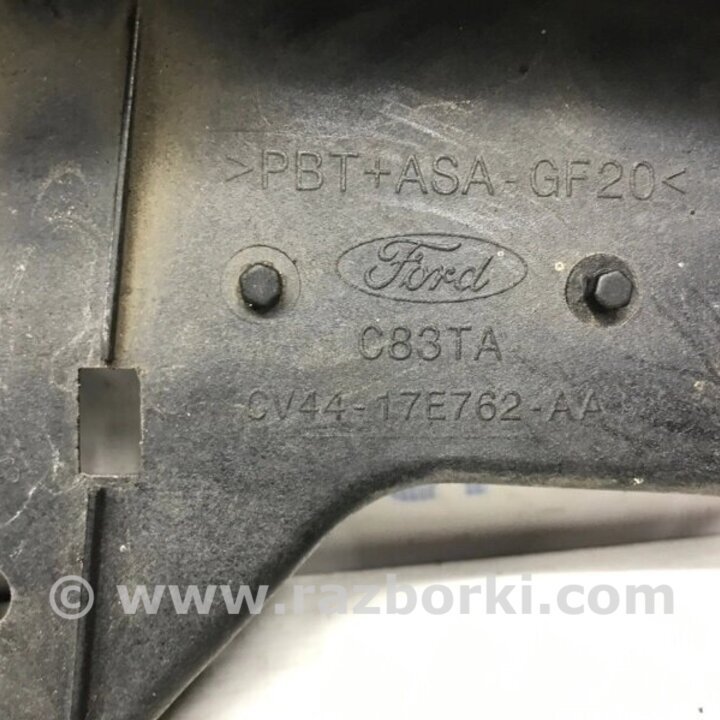 >PBT+ASA-GF20<
Ford
C83TA
CV44-17E762-AA
© www.razborki.com